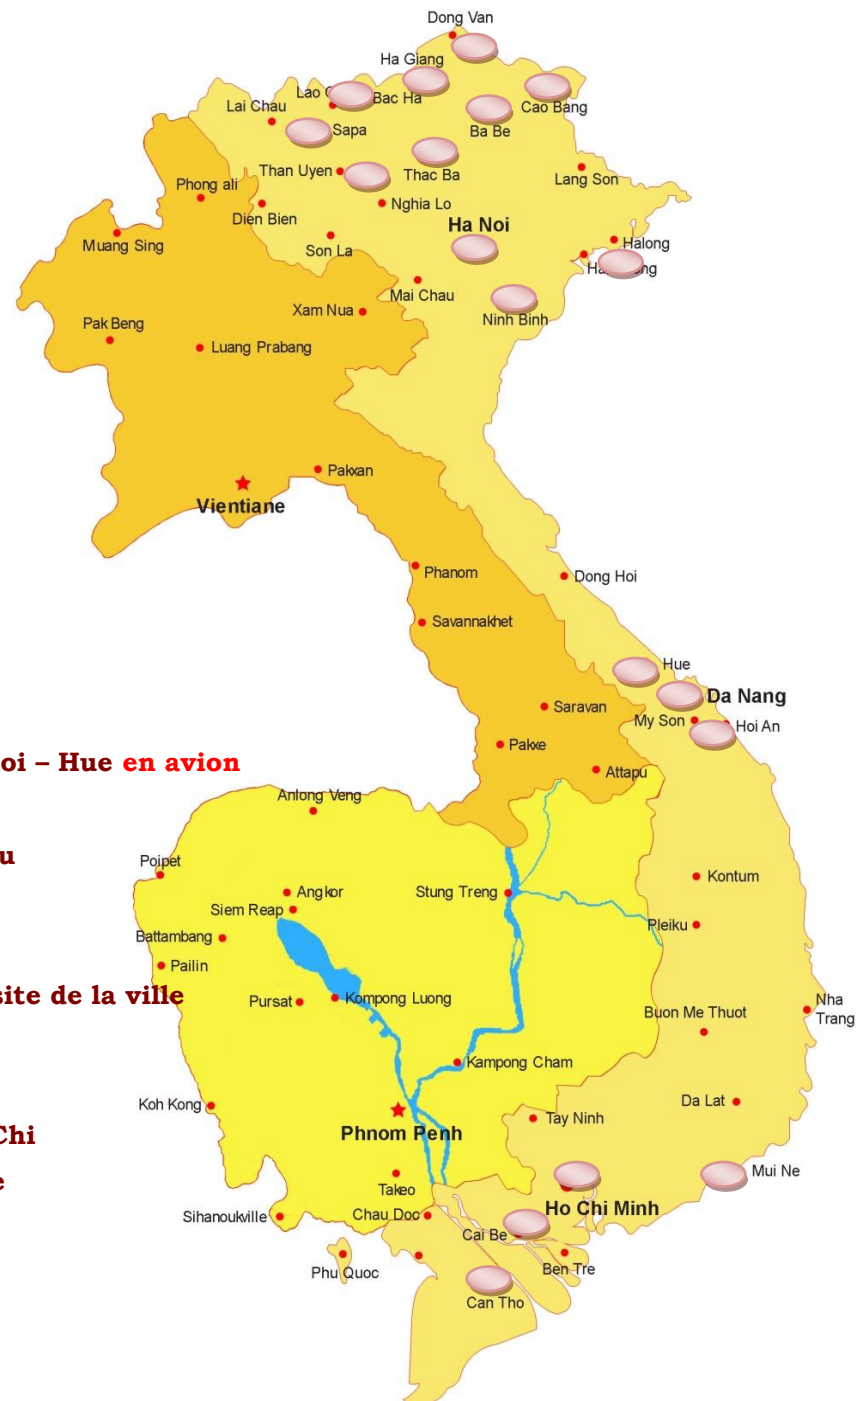 Dong Van
Ha Giang
Lao
Bac Ha
Cao Bang
Lai Chau
Sapa
Ba Be
Than Uyen
Thac Ba
Lang Son
Phong ali
Nghia Lo
Dien Bien
Ha Noi
Muang Sing
Son La
Halong
Mai Chau
Xam Nua
Ninh Binh
Pak Beng
Luang Prabang
Pakxan
Vientiane
Phanom
Dong Hoi
Savannakhet
Hue
Da Nang
Saravan
My Son
Hoi An
Pakxe
oi – Hue en avion
Attapu
Anlong Veng
u
Poipet
Kontum
Angkor
Stung Treng
Siem Reap
Pleiku
Battambang
Pailin
site de la ville
Pursat
Kompong Luong
Nha
Trang
Buon Me Thuot
Kampong Cham
Koh Kong
Da Lat
Tay Ninh
Phnom Penh
Chi
Mui Ne
e
Takeo
Ho Chi Minh
Sihanoukville
Chau Doc
Cai Be
Phu Quoc
Ben Tre
Can Tho